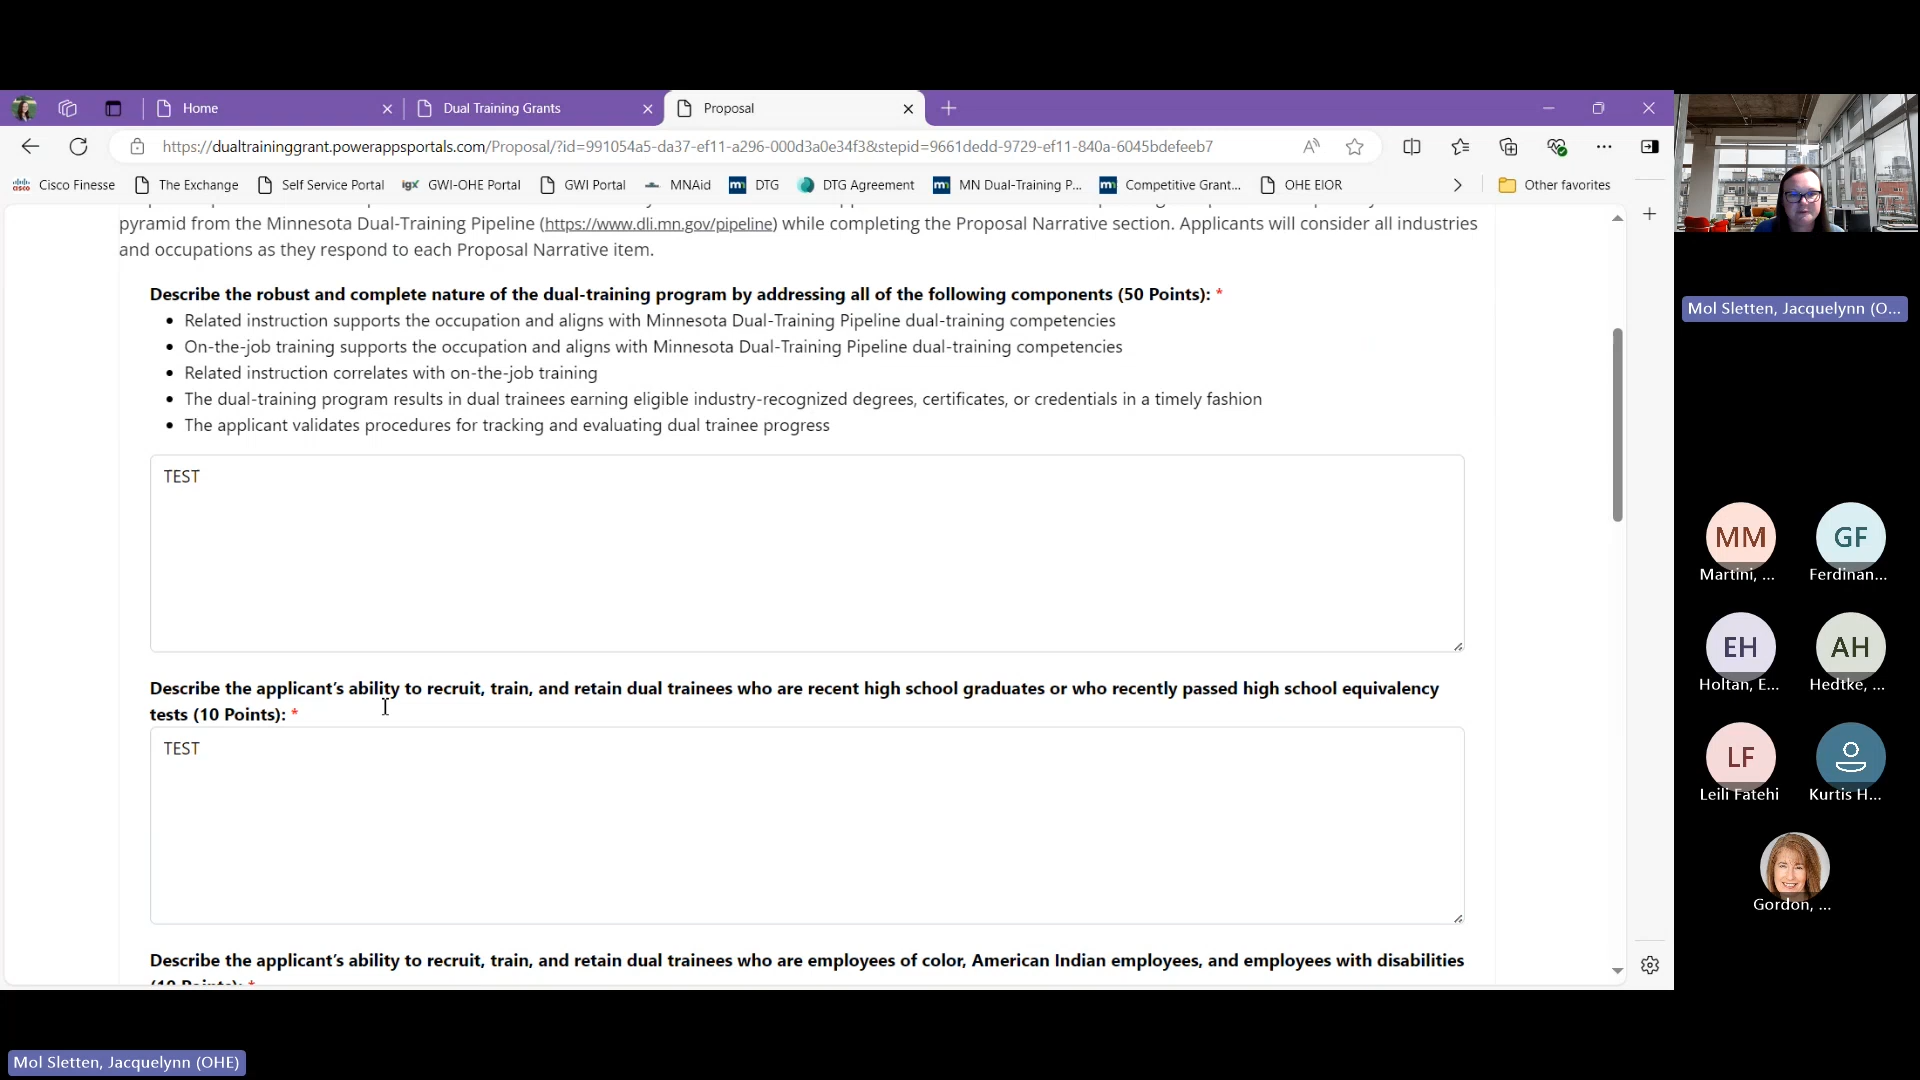 Home
Dual Training Grants
Proposal
https://dualtraininggrant.powerappsportals.com/Proposal/?id=991054a5-da37-ef11-a296-000d3a0e34f3&stepid=9661dedd-9729-ef11-840a-6045bdefeeb7
Cisco Finesse
The Exchange
Self Service Portal
GWI-OHE Portal
GWI Portal
MNAid
DTG
DTG Agreement
MN Dual-Training P...
Competitive Grant...
OHE EIOR
Other favorites
pyramid from the Minnesota Dual-Training Pipeline (https://www.dli.mn.gov/pipeline) while completing the Proposal Narrative section. Applicants will consider all industries
and occupations as they respond to each Proposal Narrative item.
Describe the robust and complete nature of the dual-training program by addressing all of the following components (50 Points): *
• Related instruction supports the occupation and aligns with Minnesota Dual-Training Pipeline dual-training competencies
• On-the-job training supports the occupation and aligns with Minnesota Dual-Training Pipeline dual-training competencies
• Related instruction correlates with on-the-job training
• The dual-training program results in dual trainees earning eligible industry-recognized degrees, certificates, or credentials in a timely fashion
• The applicant validates procedures for tracking and evaluating dual trainee progress
TEST
Describe the applicant's ability to recruit, train, and retain dual trainees who are recent high school graduates or who recently passed high school equivalency
tests (10 Points): *
TEST
Describe the applicant's ability to recruit, train, and retain dual trainees who are employees of color, American Indian employees, and employees with disabilities
(10 Points): *
Mol Sletten, Jacquelynn (O...
MM
Martini, ...
GF
Ferdinan...
EH
Holtan, E...
AH
Hedtke, ...
LF
Leili Fatehi
Kurtis H...
Gordon, ...
Mol Sletten, Jacquelynn (OHE)